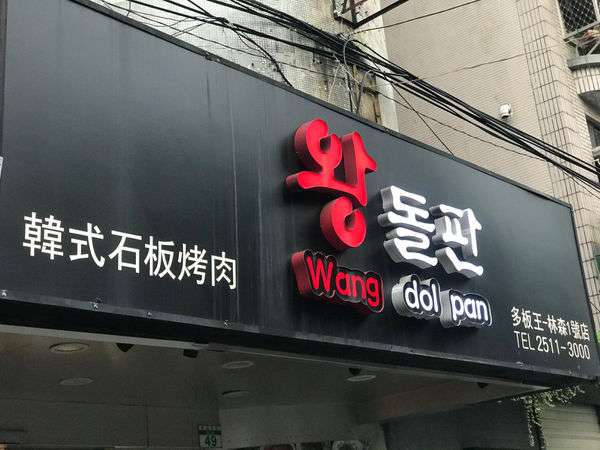 韓式石板烤肉
왕돌판
Wang dol pan
多板王-林森1號店
TEL 2511-3000
49